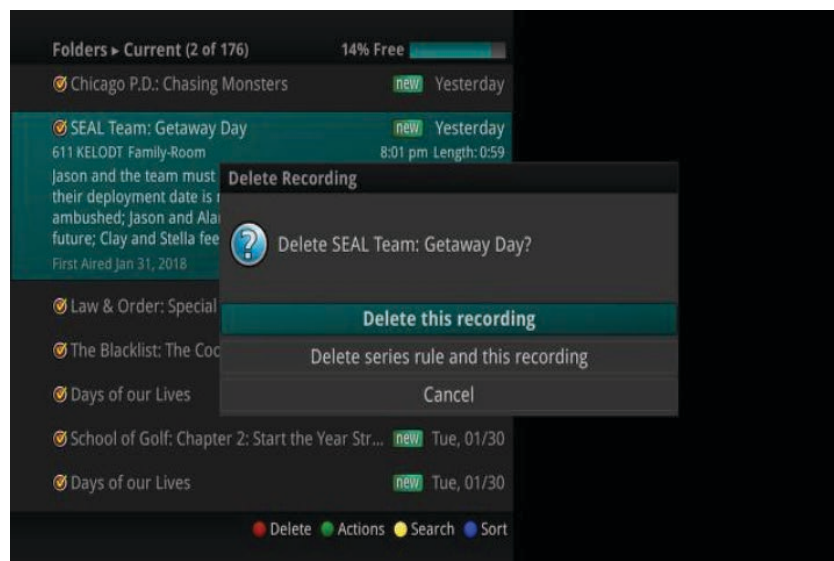 Folders ▸ Current (2 of 176) 14% Free
Chicago P.D.: Chasing Monsters new Yesterday
SEAL Team: Getaway Day new Yesterday
611 KELODT Family-Room 8:01 pm Length: 0:59
Jason and the team must
their deployment date is
ambushed; Jason and
future; Clay and Stella fee
First Aired Jan 31, 2018
Delete Recording
Delete SEAL Team: Getaway Day?
Delete this recording
Delete series rule and this recording
Cancel
Law & Order: Special
The Blacklist: The
Days of our Lives
School of Golf: Chapter 2: Start the Year Str... new Tue, 01/30
Days of our Lives new Tue, 01/30
Delete Actions Search Sort